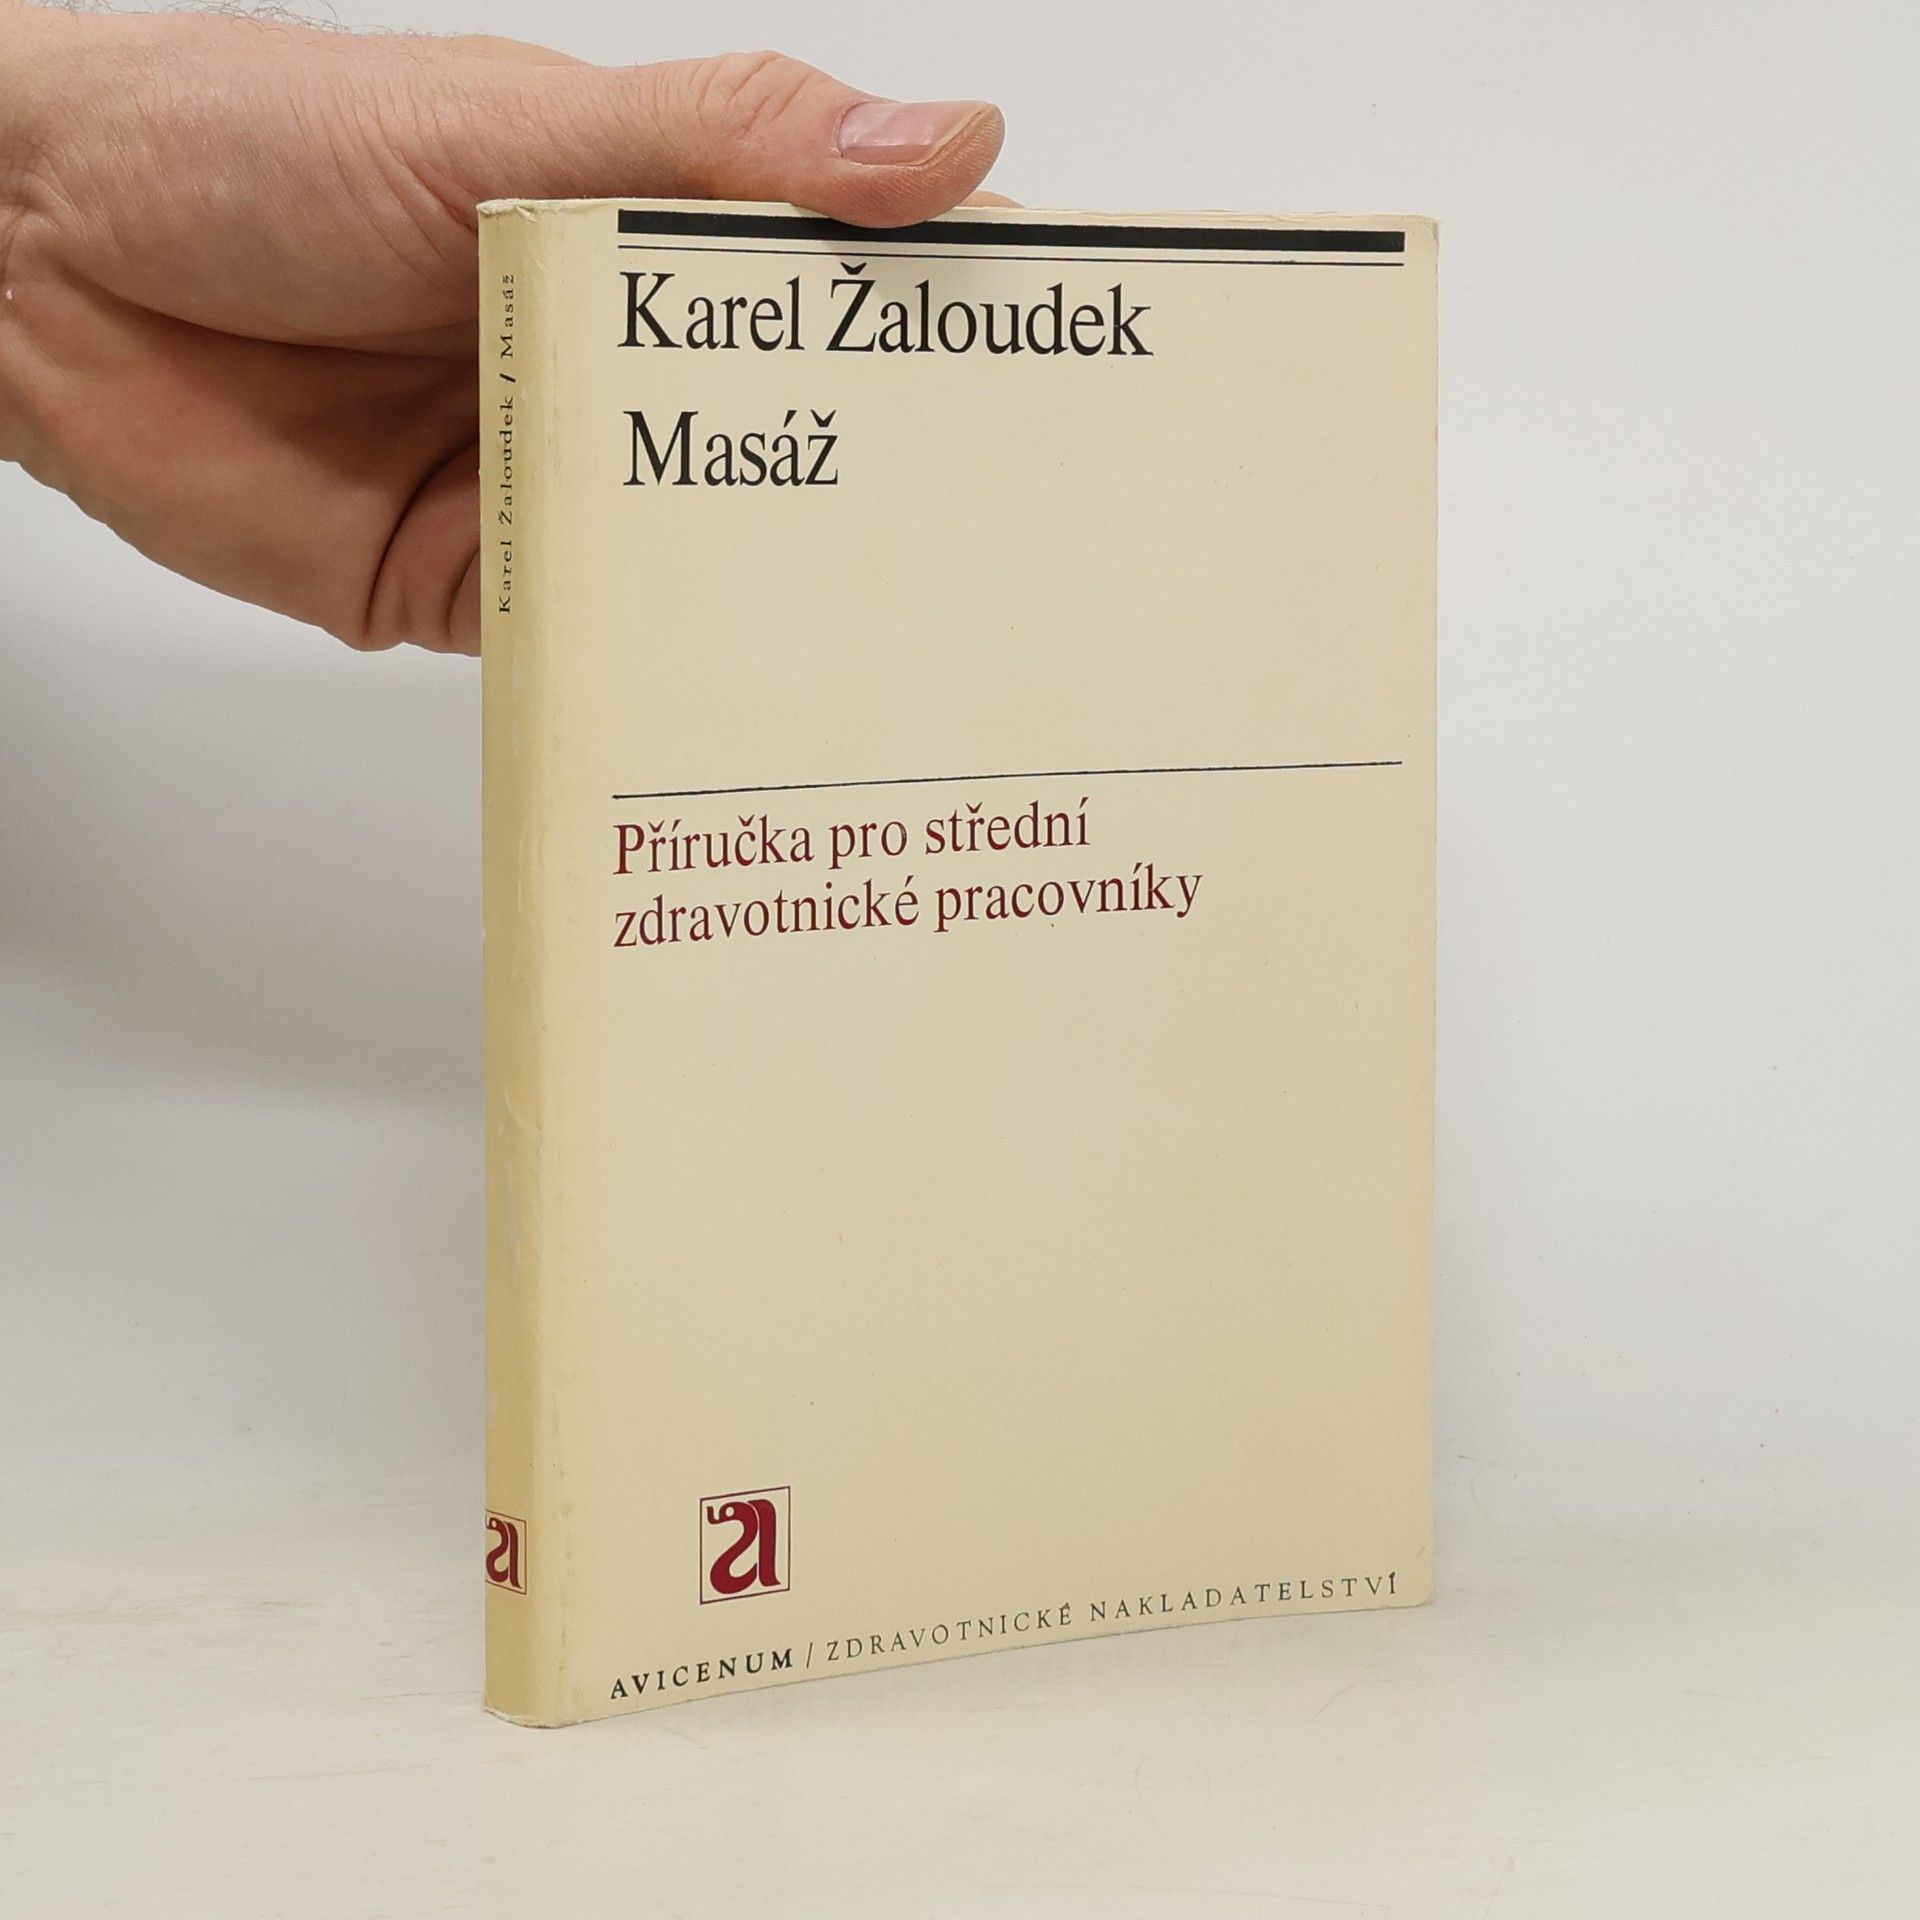 Karel Žaloudek / Masáž
Karel Žaloudek
Masáž
Příručka pro střední
zdravotnické pracovníky
a
a
AVICENUM / ZDRAVOTNICKÉ NAKLADATELSTVÍ